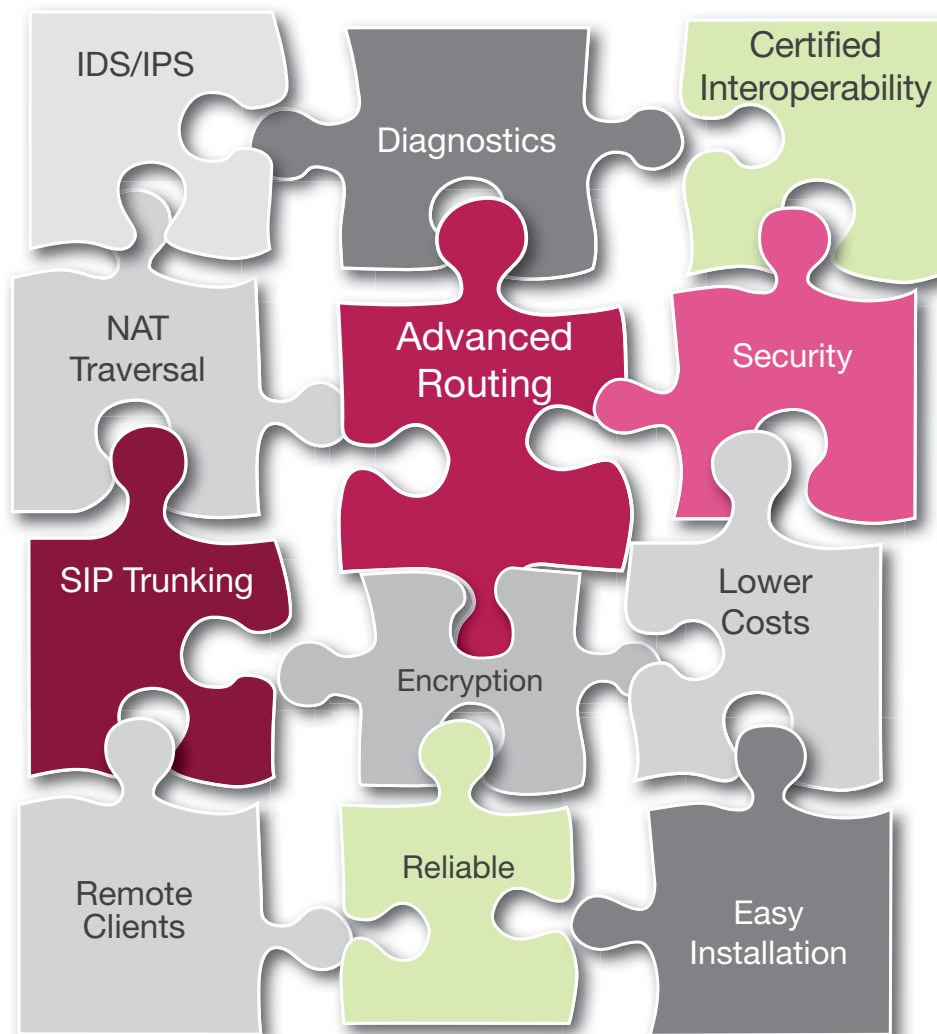 IDS/IPS
Diagnostics
Certified
Interoperability
NAT
Traversal
Advanced
Routing
Security
SIP Trunking
Encryption
Lower
Costs
Remote
Clients
Reliable
Easy
Installation